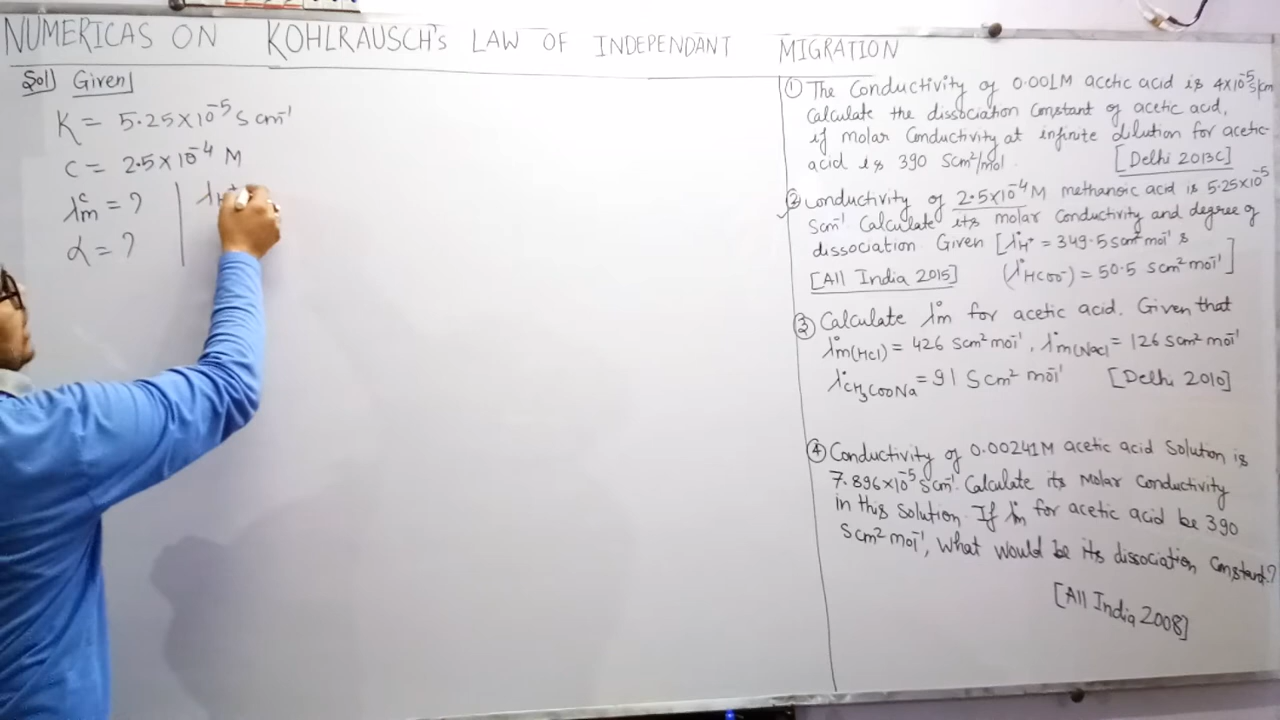 NUMERICAS ON KOHLRAUSCH's LAW OF INDEPENDANT MIGRATION
Sol) Given
K = 5.25×10⁻⁵ S cm⁻¹
C = 2.5×10⁻⁴ M
λᶜm = ?
α = ?
① The Conductivity of 0.001M acetic acid is 4×10⁻⁵ S/cm
Calculate the dissociation Constant of acetic acid,
if molar Conductivity at infinite dilution for acetic-
acid is 390 Scm²/mol. [Delhi 2013C]
② Conductivity of 2.5×10⁻⁴M methanoic acid is 5.25×10⁻⁵
Scm⁻¹ Calculate its molar Conductivity and degree of
dissociation Given [λ°H⁺ = 349.5 Scm² mol⁻¹ &
[All India 2015] (λ°HCOO⁻) = 50.5 Scm² mol⁻¹]
③ Calculate λ°m for acetic acid. Given that
λ°m(HCl) = 426 Scm² mol⁻¹, λ°m(NaCl) = 126 Scm² mol⁻¹
λ°CH₃COONa = 91 S cm² mol⁻¹ [Delhi 2010]
④ Conductivity of 0.00241M acetic acid Solution is
7.896×10⁻⁵ Scm⁻¹. Calculate its Molar Conductivity
in this Solution. If λ°m for acetic acid be 390
Scm² mol⁻¹, What would be its dissociation Constant?
[All India 2008]